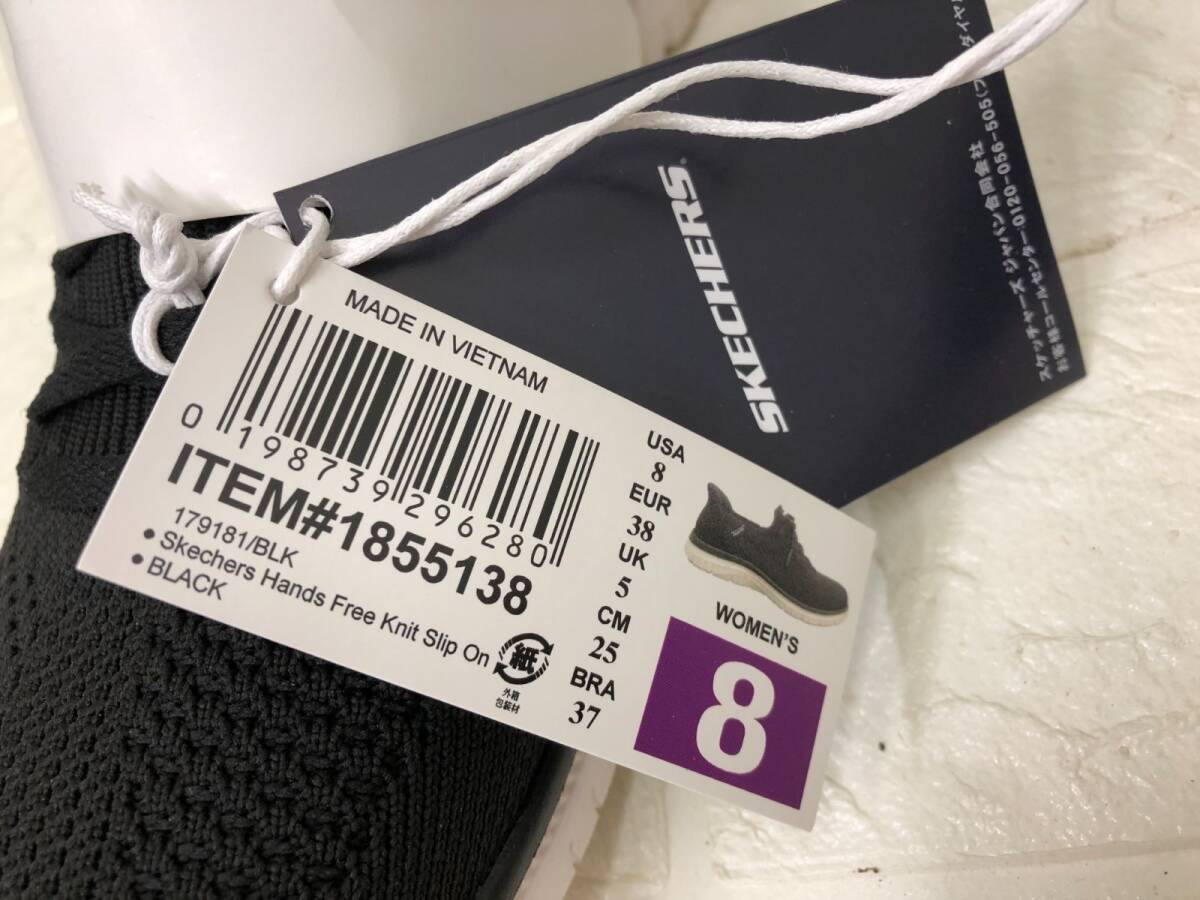 MADE IN VIETNAM
0 198739296280
ITEM#1855138
179181/BLK
• Skechers Hands Free Knit Slip On
• BLACK
紙
外箱
包装材
USA
8
EUR
38
UK
5
CM
25
BRA
37
WOMEN'S
8
SKECHERS.
スケッチャーズ ジャパン合同会社
お客様コールセンター:0120-056-505